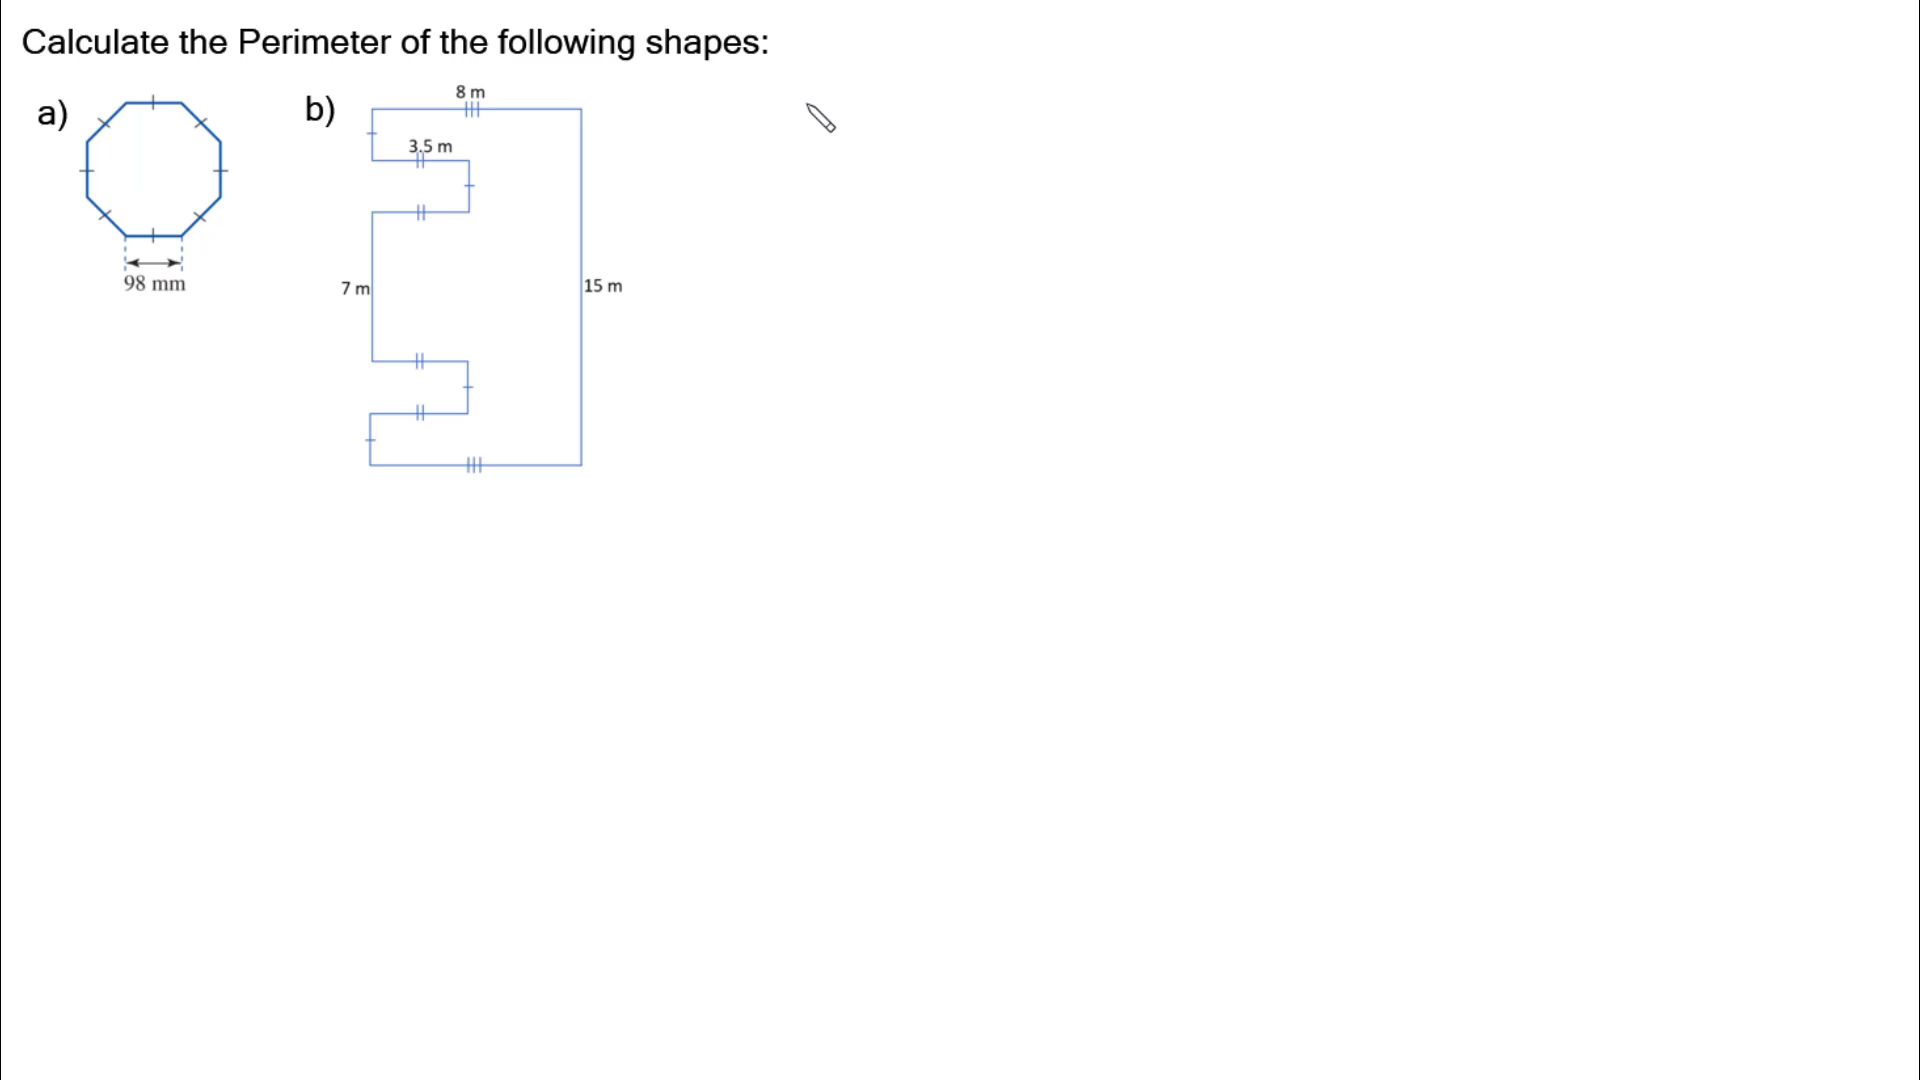 Calculate the Perimeter of the following shapes:
a)
98 mm
b)
8 m
3.5 m
7 m
15 m